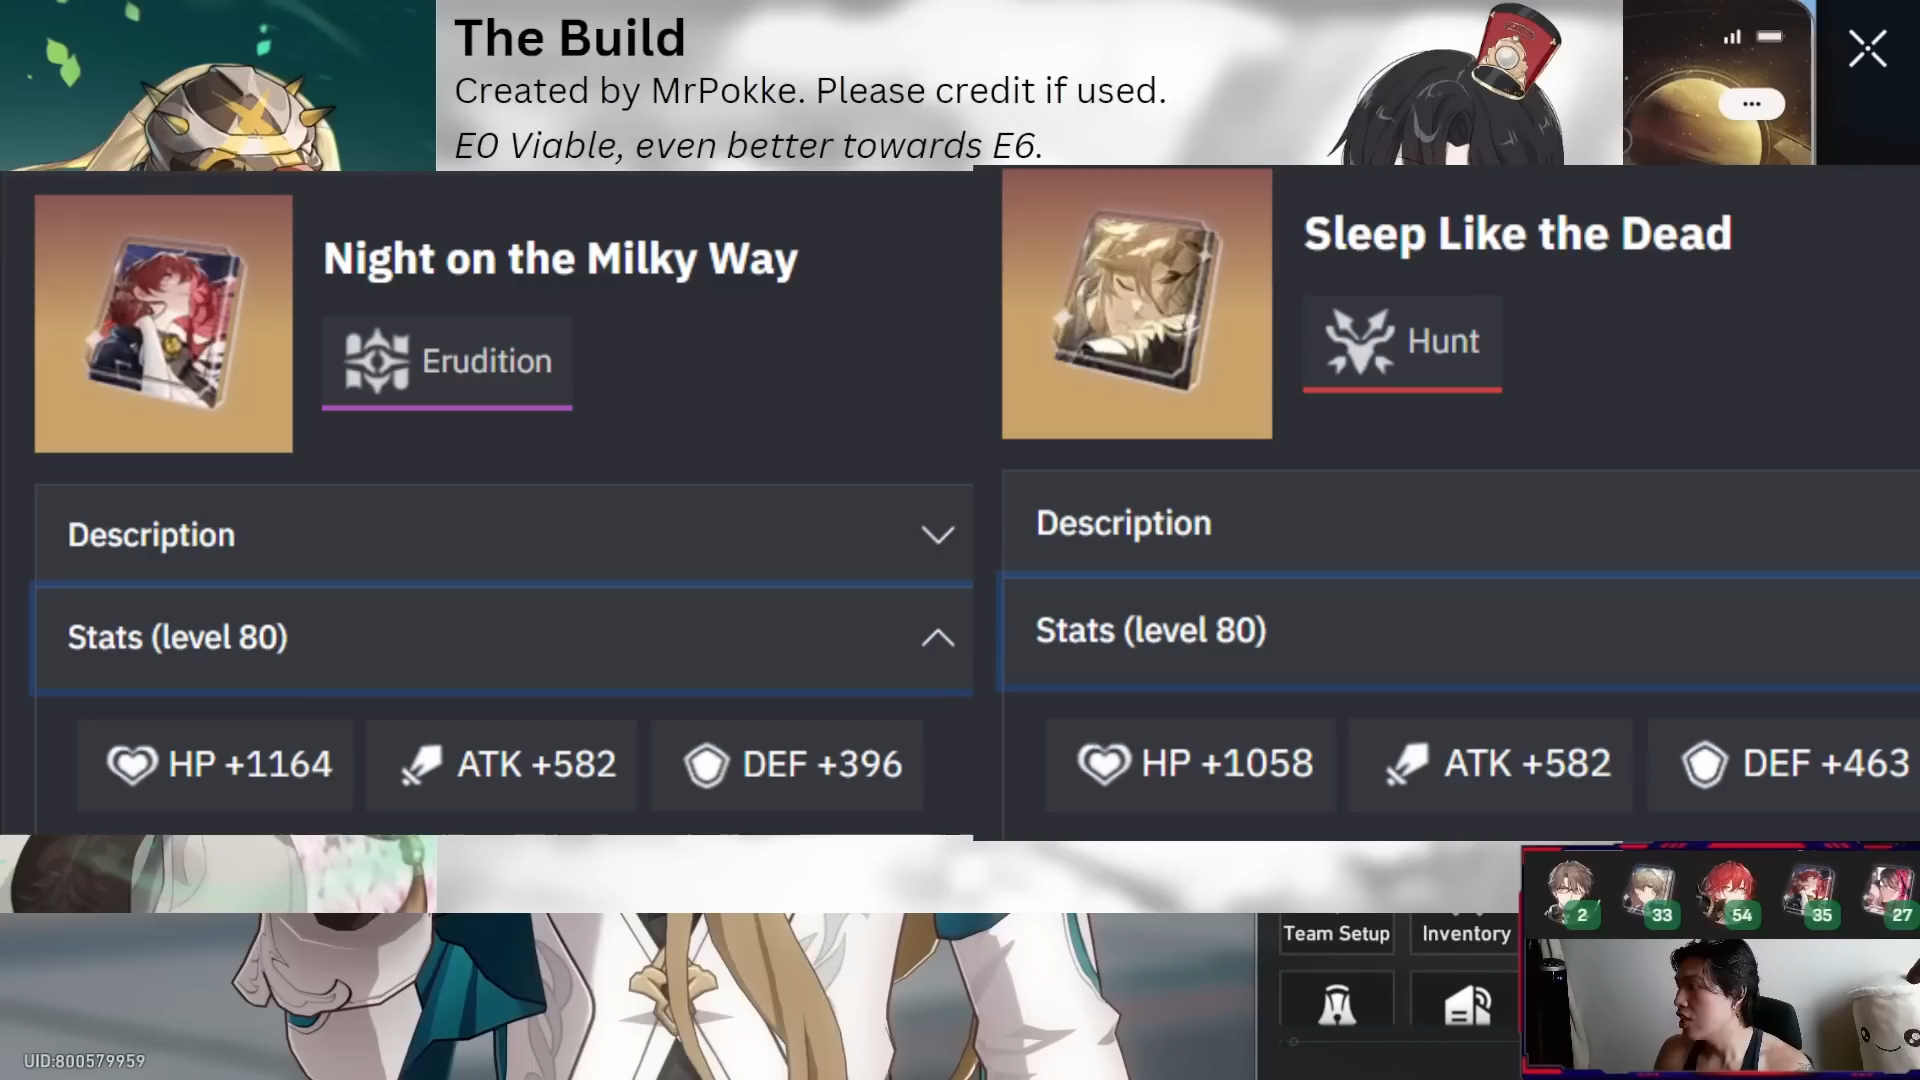 The Build
Created by MrPokke. Please credit if used.
E0 Viable, even better towards E6.
Night on the Milky Way
Erudition
Description
Stats (level 80)
HP +1164
ATK +582
DEF +396
Sleep Like the Dead
Hunt
Description
Stats (level 80)
HP +1058
ATK +582
DEF +463
2
33
54
35
27
Team Setup
Inventory
UID:800579959